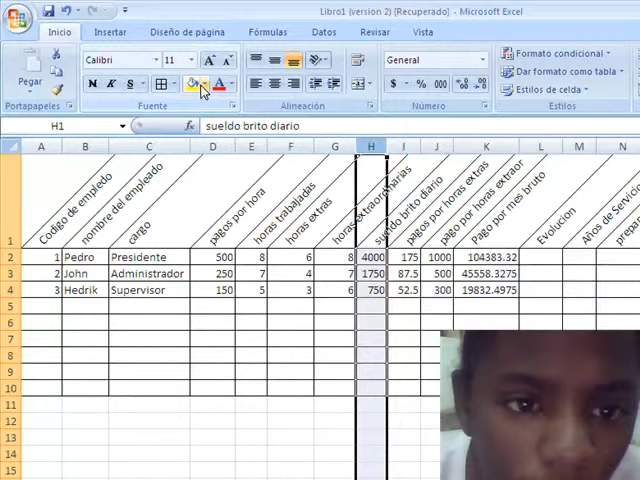 Libro1 (version 2) [Recuperado] - Microsoft Excel
Inicio Insertar Diseño de página Fórmulas Datos Revisar Vista
Pegar
Calibri 11 A A
N K S A
General
$ % 000
Formato condicional
Dar formato como tabla
Estilos de celda
Portapapeles Fuente Alineación Número Estilos
H1 fx sueldo brito diario
A B C D E F G H I J K L M N
1 Codigo de empledo nombre del empleado cargo pagos por hora horas trabajadas horas extras horas extraordinarias sueldo brito diario pagos por horas extras pago por horas extraor Pago por mes bruto Evolucion Años de Servicio prepa
2 1 Pedro Presidente 500 8 6 8 4000 175 1000 104383.32
3 2 John Administrador 250 7 4 7 1750 87.5 500 45558.3275
4 3 Hedrik Supervisor 150 5 3 6 750 52.5 300 19832.4975
5
6
7
8
9
10
11
12
13
14
15